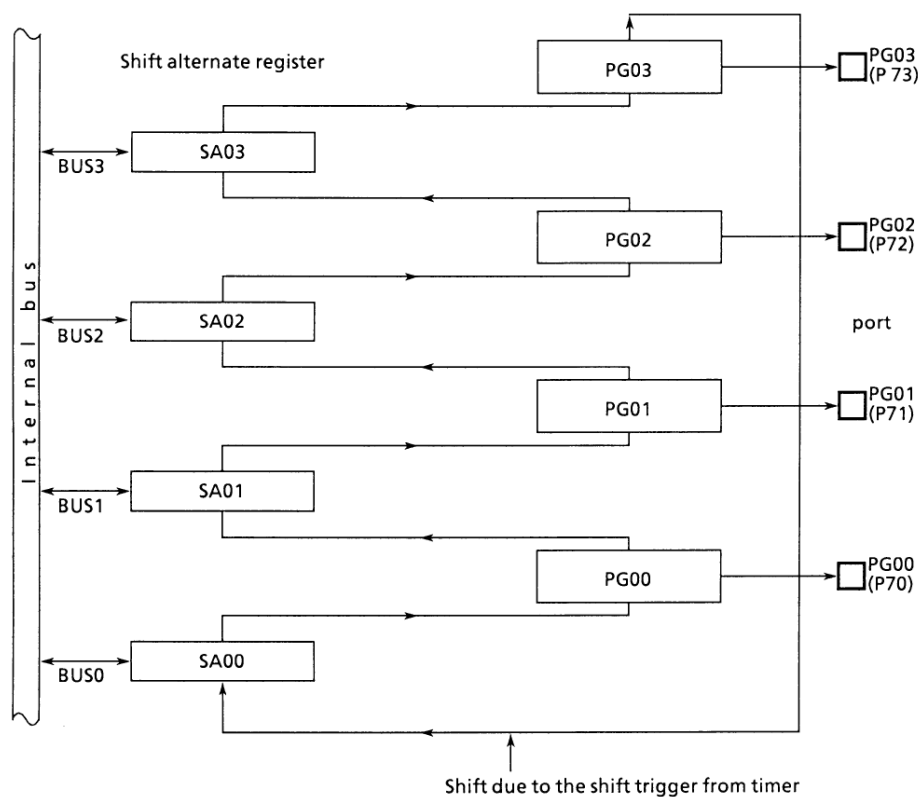 Shift alternate register
PG03
PG03
(P 73)
SA03
BUS3
PG02
PG02
(P72)
SA02
BUS2
port
PG01
PG01
(P71)
SA01
BUS1
PG00
PG00
(P70)
SA00
BUS0
Internal bus
Shift due to the shift trigger from timer